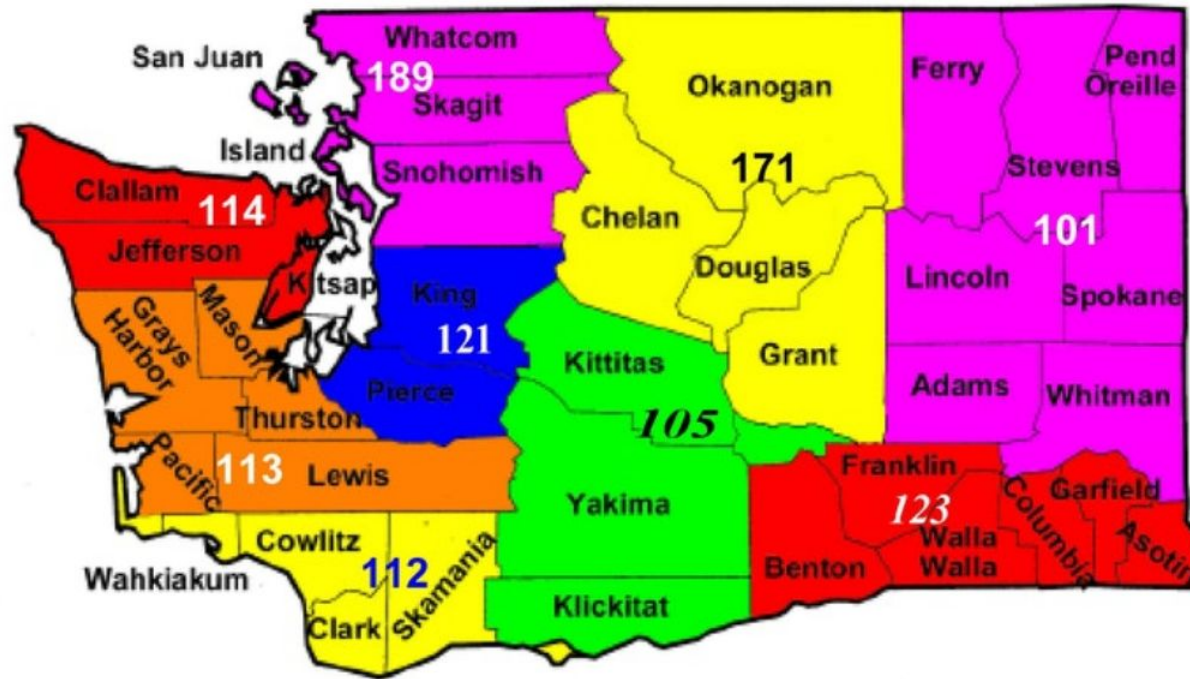 Whatcom
San Juan
189
Skagit
Island
Snohomish
Okanogan
Ferry
Pend
Oreille
Stevens
171
101
Clallam
114
Jefferson
Kitsap
Chelan
Douglas
Lincoln
Spokane
King
121
Mason
Grays
Harbor
Kittitas
Grant
Pierce
Adams
Whitman
Thurston
105
Pacific
113
Lewis
Yakima
Franklin
123
Walla
Walla
Benton
Columbia
Garfield
Asotin
Cowlitz
Wahkiakum
112
Skamania
Clark
Klickitat